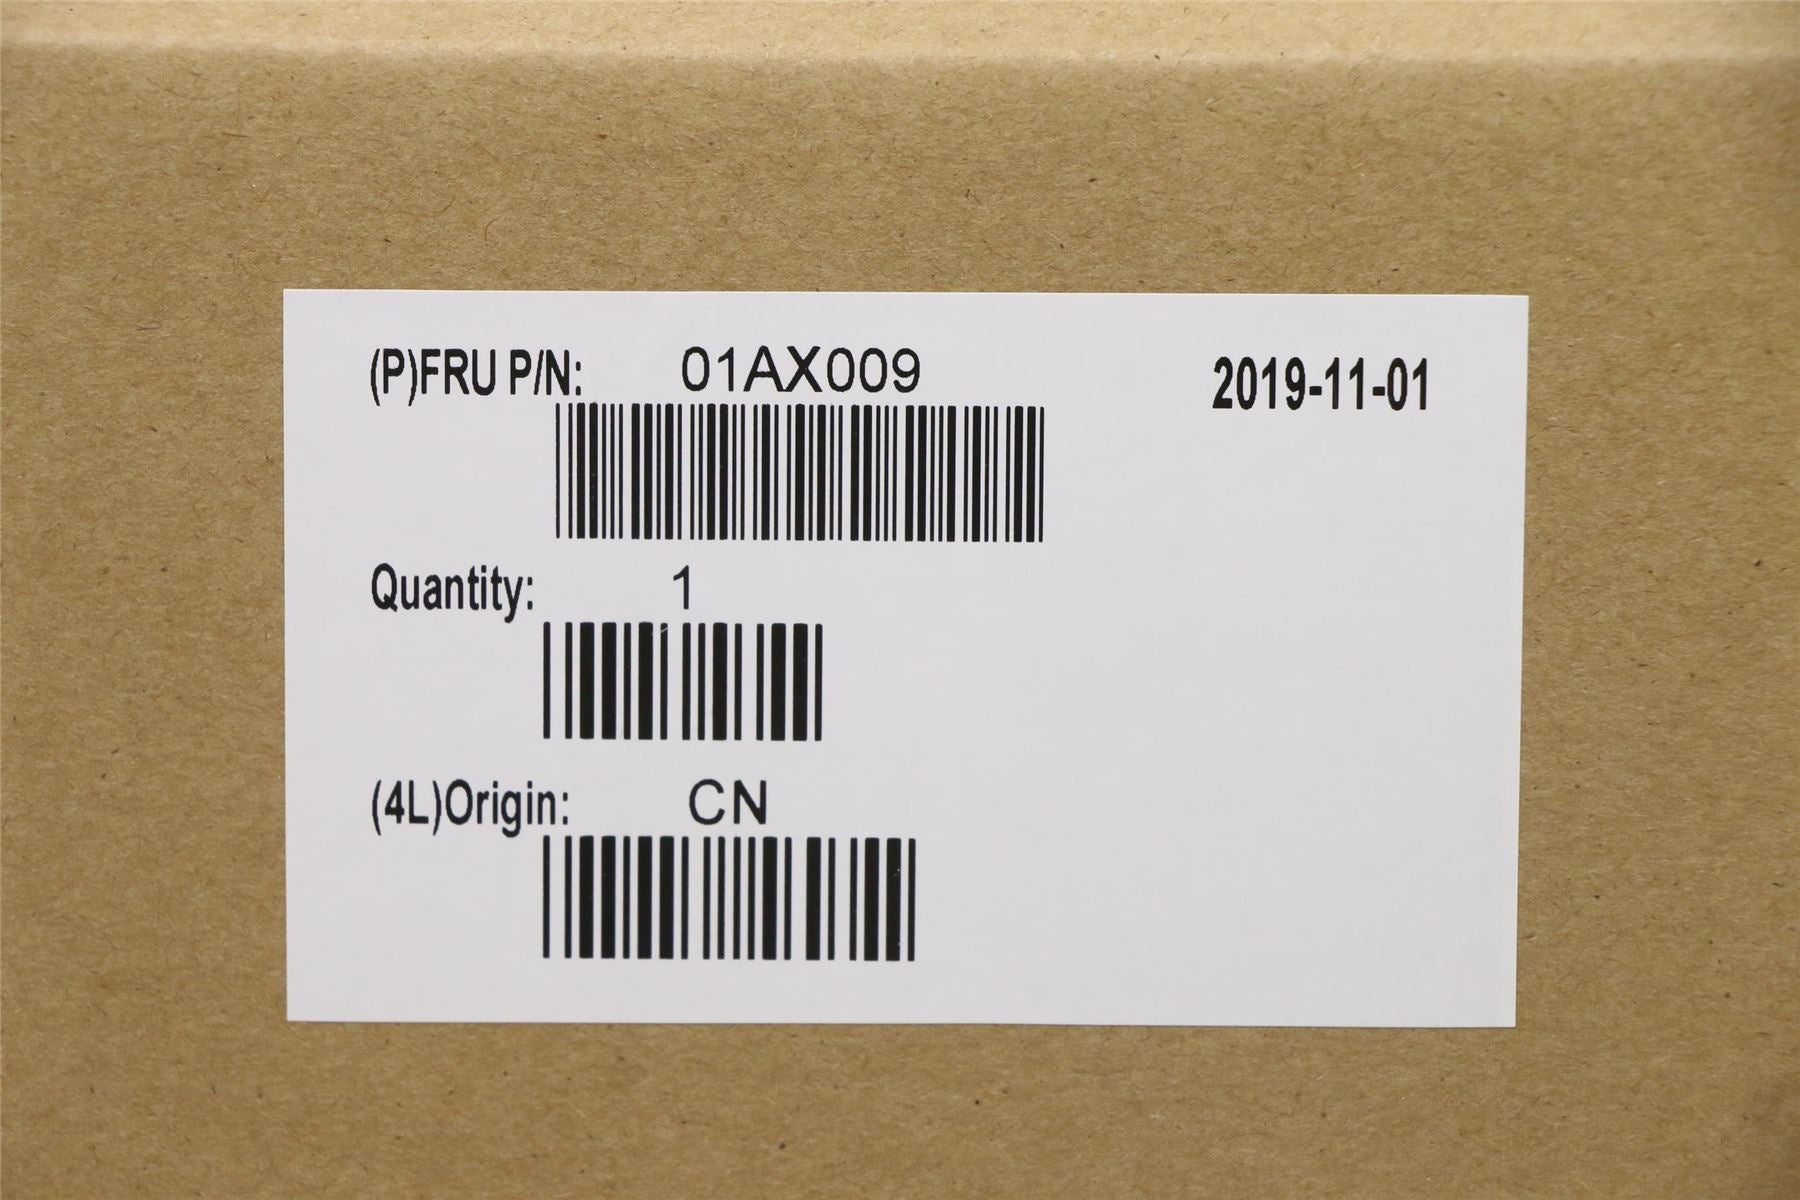 (P)FRU P/N: 01AX009 2019-11-01
Quantity: 1
(4L)Origin: CN